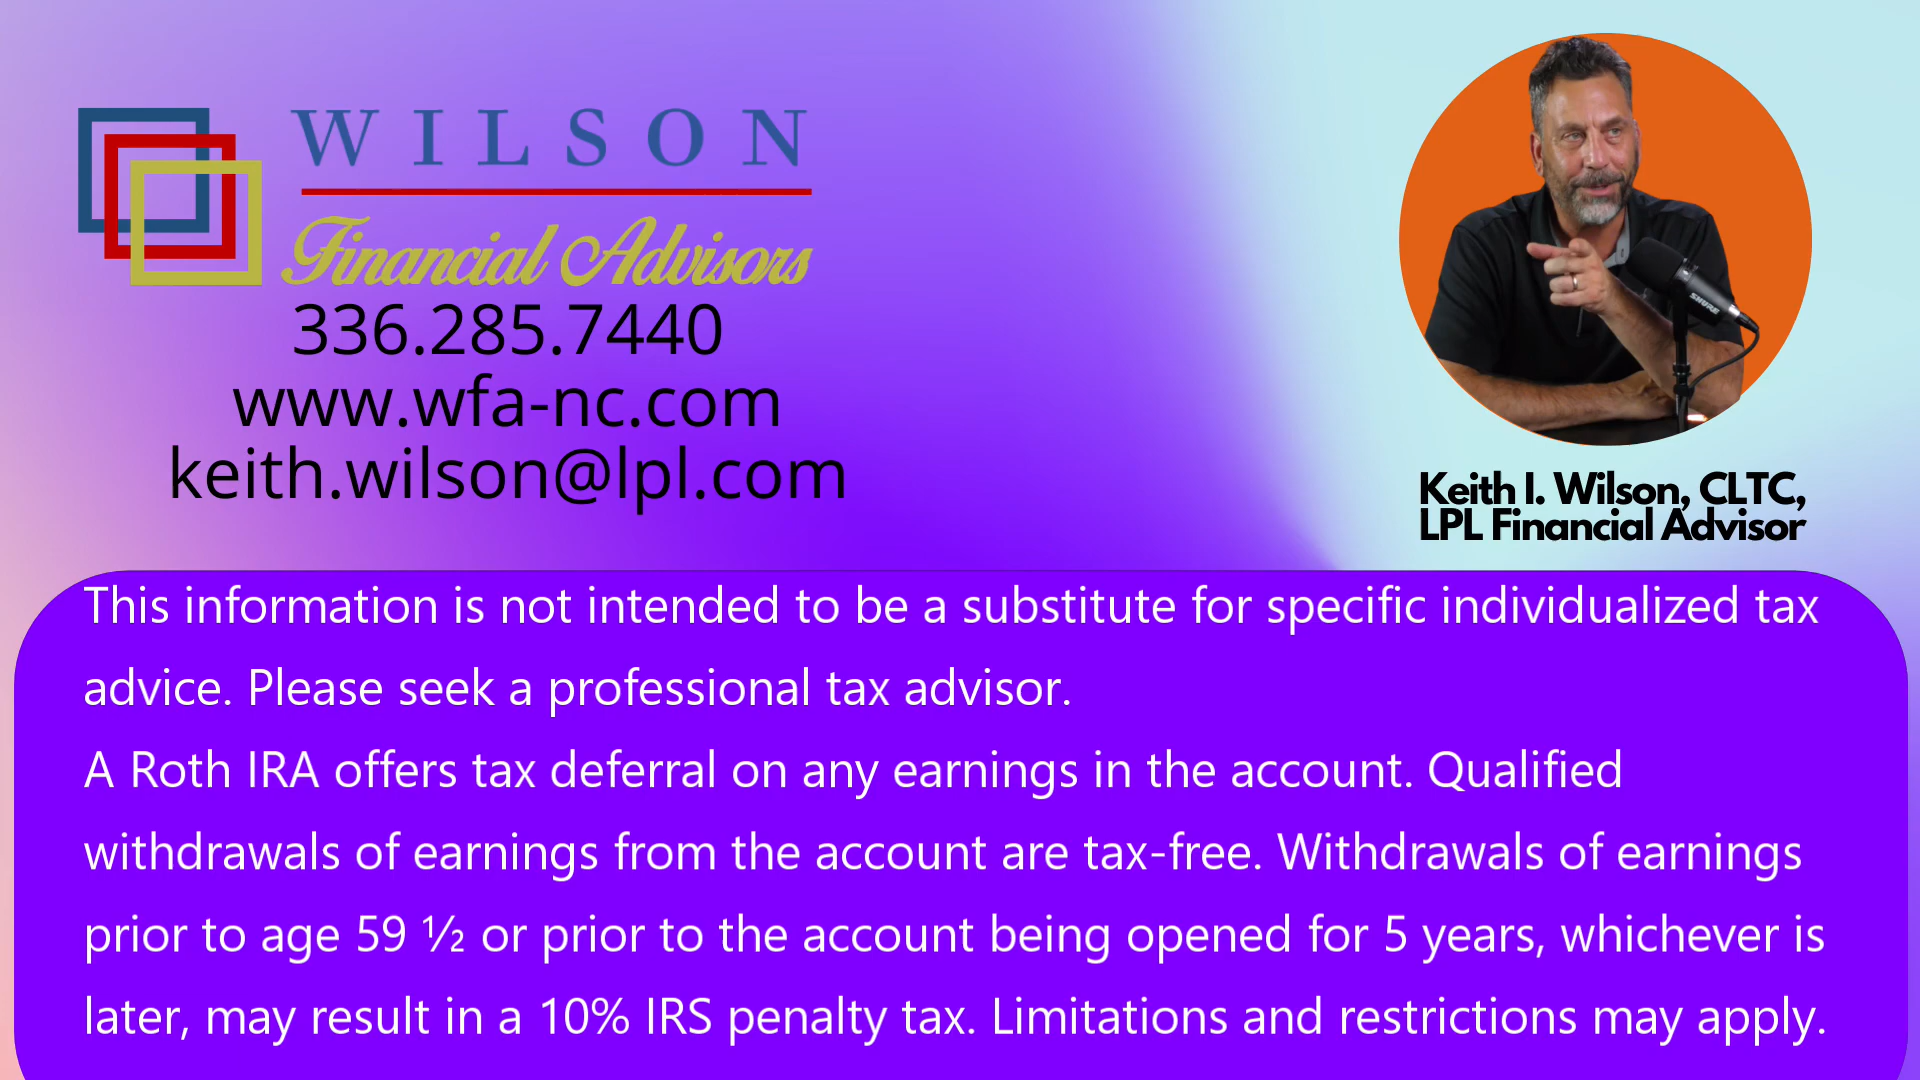 WILSON
Financial Advisors
336.285.7440
www.wfa-nc.com
keith.wilson@lpl.com
SHURE
Keith I. Wilson, CLTC,
LPL Financial Advisor
This information is not intended to be a substitute for specific individualized tax
advice. Please seek a professional tax advisor.
A Roth IRA offers tax deferral on any earnings in the account. Qualified
withdrawals of earnings from the account are tax-free. Withdrawals of earnings
prior to age 59 ½ or prior to the account being opened for 5 years, whichever is
later, may result in a 10% IRS penalty tax. Limitations and restrictions may apply.